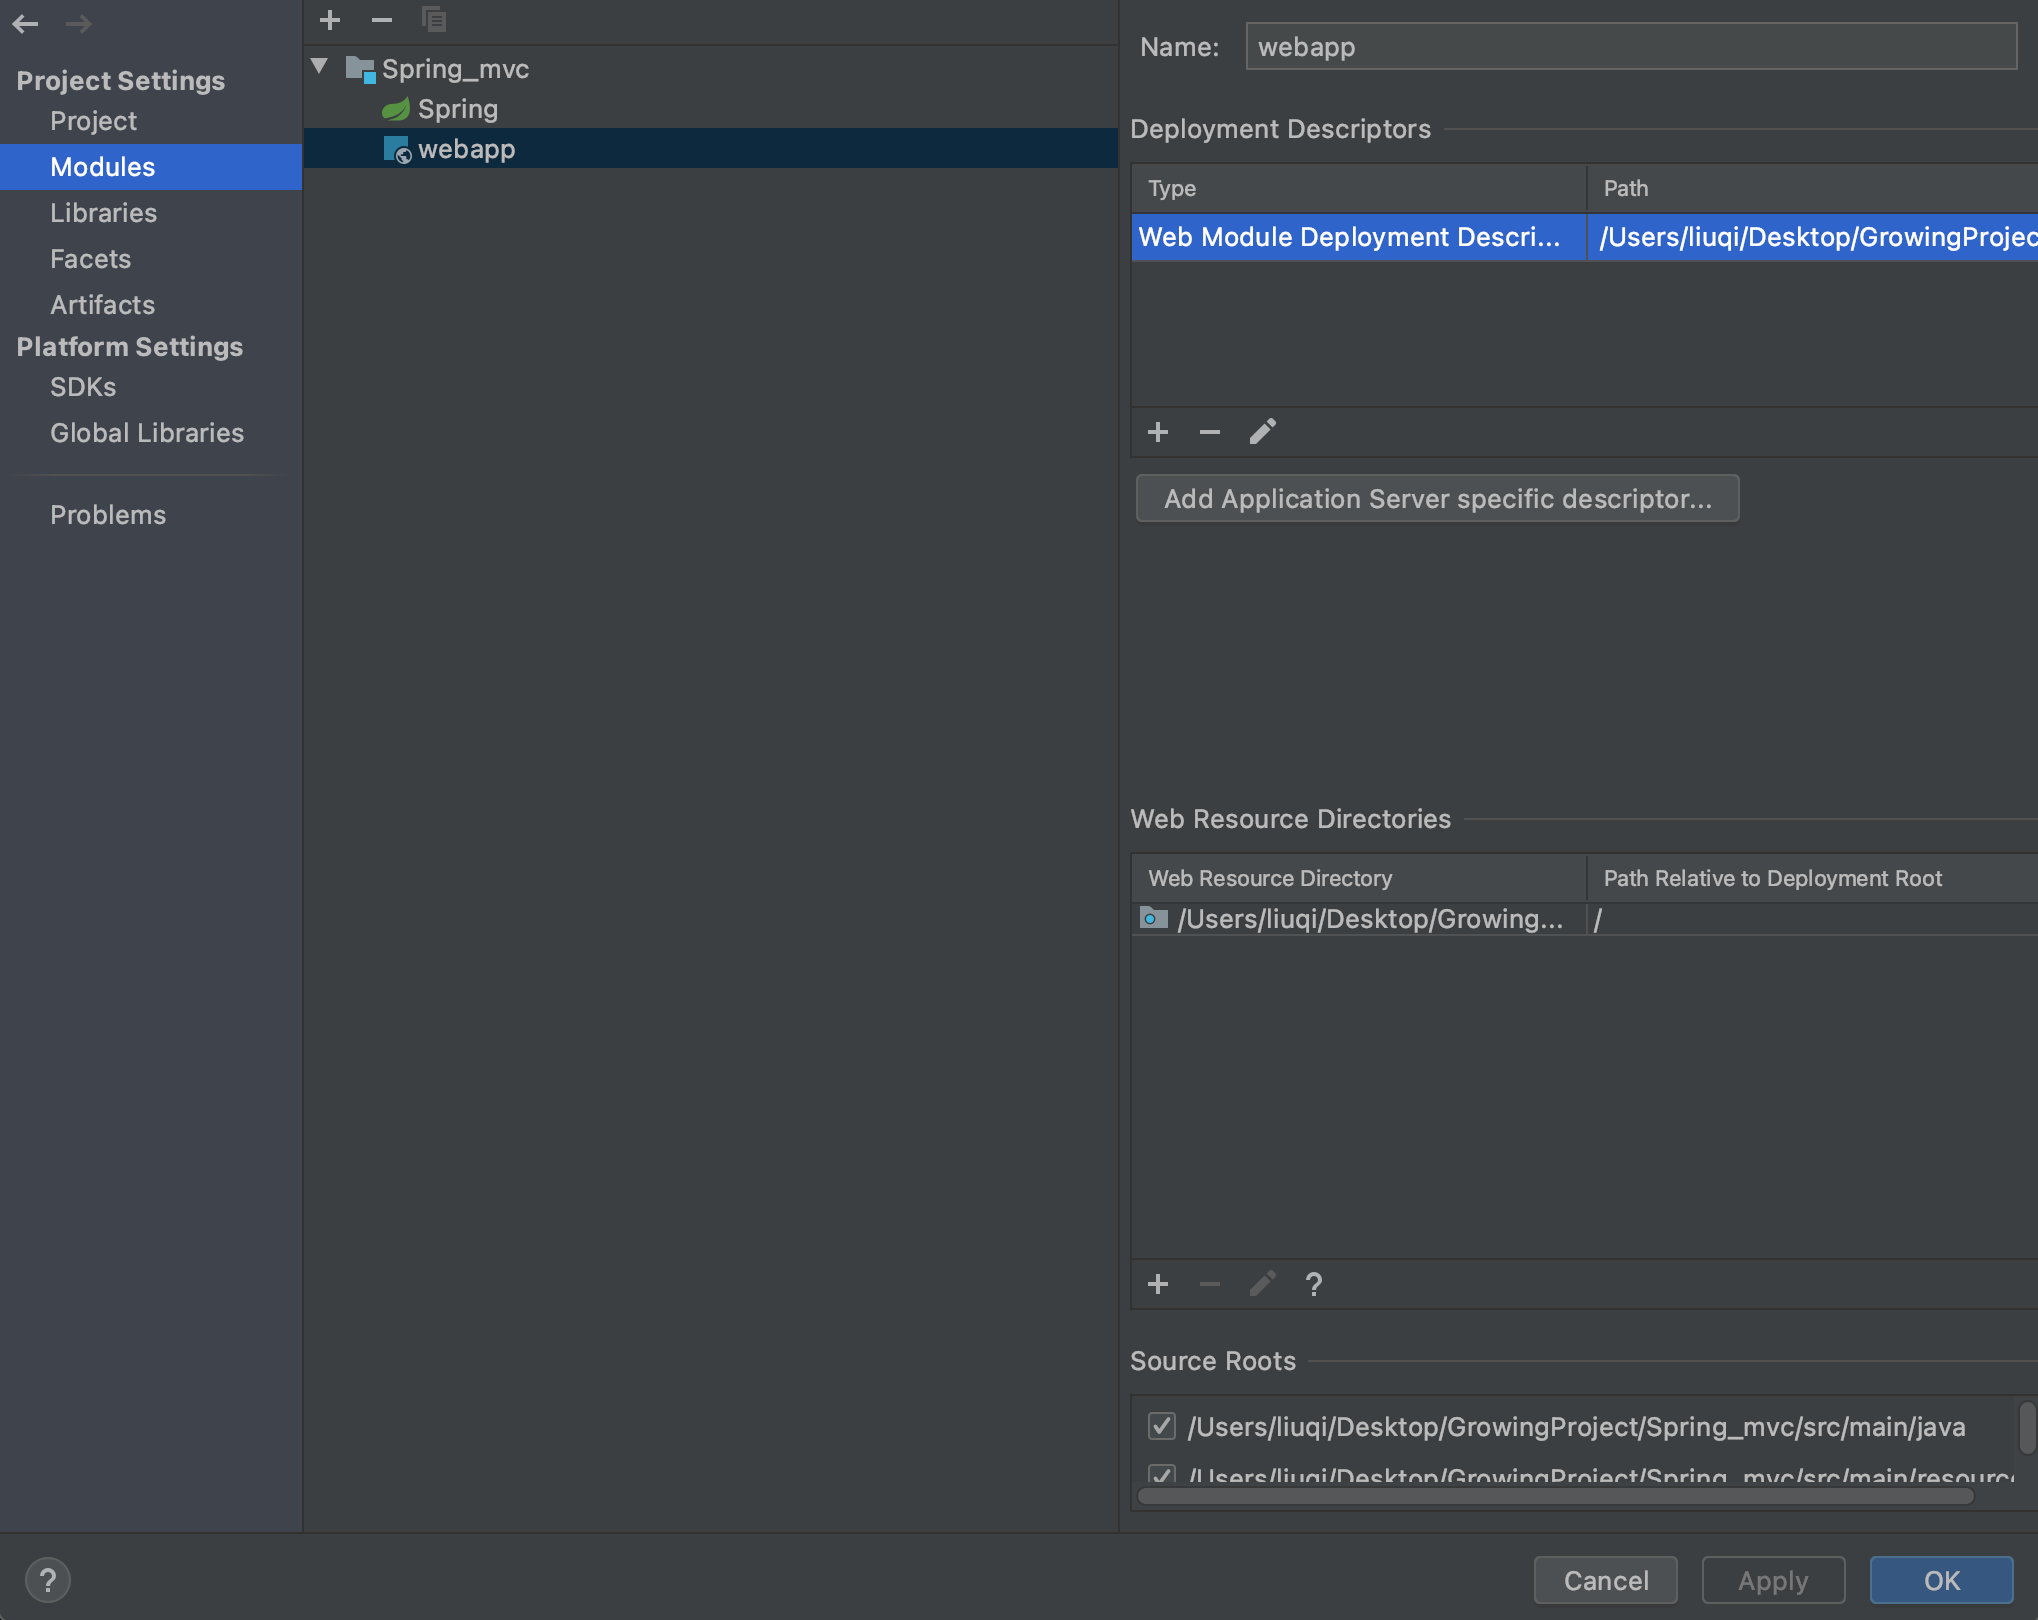 Project Settings
Project
Modules
Libraries
Facets
Artifacts
Platform Settings
SDKs
Global Libraries
Problems
Spring_mvc
Spring
webapp
Name: webapp
Deployment Descriptors
Type Path
Web Module Deployment Descri... /Users/liuqi/Desktop/GrowingProjec
Add Application Server specific descriptor...
Web Resource Directories
Web Resource Directory Path Relative to Deployment Root
/Users/liuqi/Desktop/Growing... /
?
Source Roots
/Users/liuqi/Desktop/GrowingProject/Spring_mvc/src/main/java
/Users/liuqi/Desktop/GrowingProject/Spring_mvc/src/main/resourc
?
Cancel Apply OK